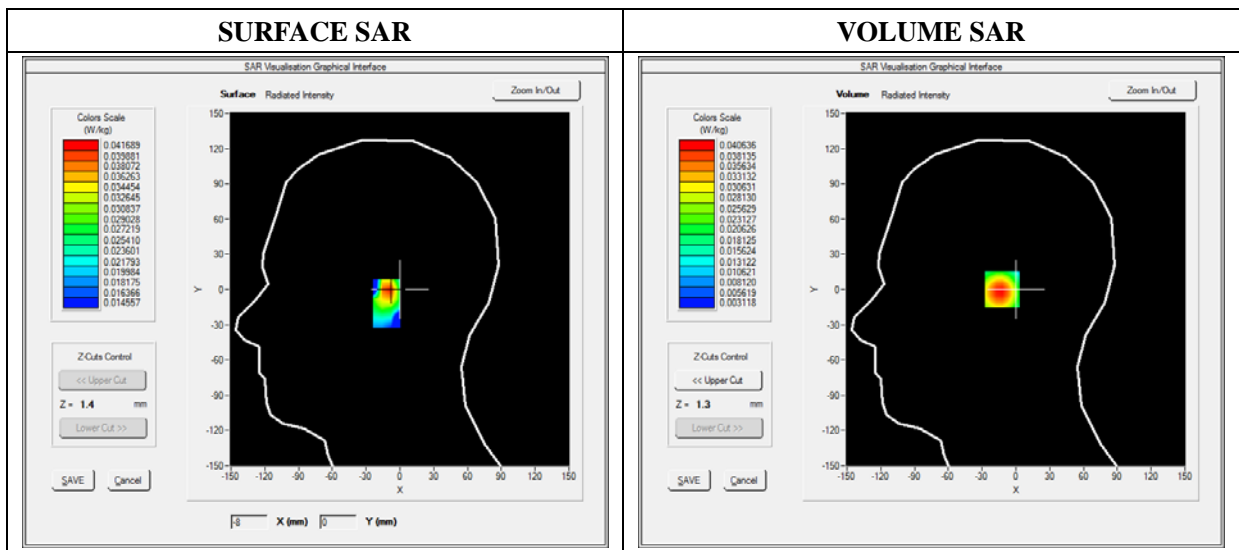 SURFACE SAR
SAR Visualisation Graphical Interface
Surface Radiated Intensity
Zoom In/Out
Colors Scale
(W/kg)
0.041689
0.039881
0.038072
0.036263
0.034454
0.032645
0.030837
0.029028
0.027219
0.025410
0.023601
0.021793
0.019984
0.018175
0.016366
0.014557
Z-Cuts Control
<< Upper Cut
Z = 1.4 mm
Lower Cut >>
SAVE Cancel
150
120
90
60
30
0
-30
-60
-90
-120
-150
Y
-150 -120 -90 -60 -30 0 30 60 90 120 150
X
-8 X (mm) 0 Y (mm)
VOLUME SAR
SAR Visualisation Graphical Interface
Volume Radiated Intensity
Zoom In/Out
Colors Scale
(W/kg)
0.040636
0.038135
0.035634
0.033132
0.030631
0.028130
0.025629
0.023127
0.020626
0.018125
0.015624
0.013122
0.010621
0.008120
0.005619
0.003118
Z-Cuts Control
<< Upper Cut
Z = 1.3 mm
Lower Cut >>
SAVE Cancel
150
120
90
60
30
0
-30
-60
-90
-120
-150
Y
-150 -120 -90 -60 -30 0 30 60 90 120 150
X